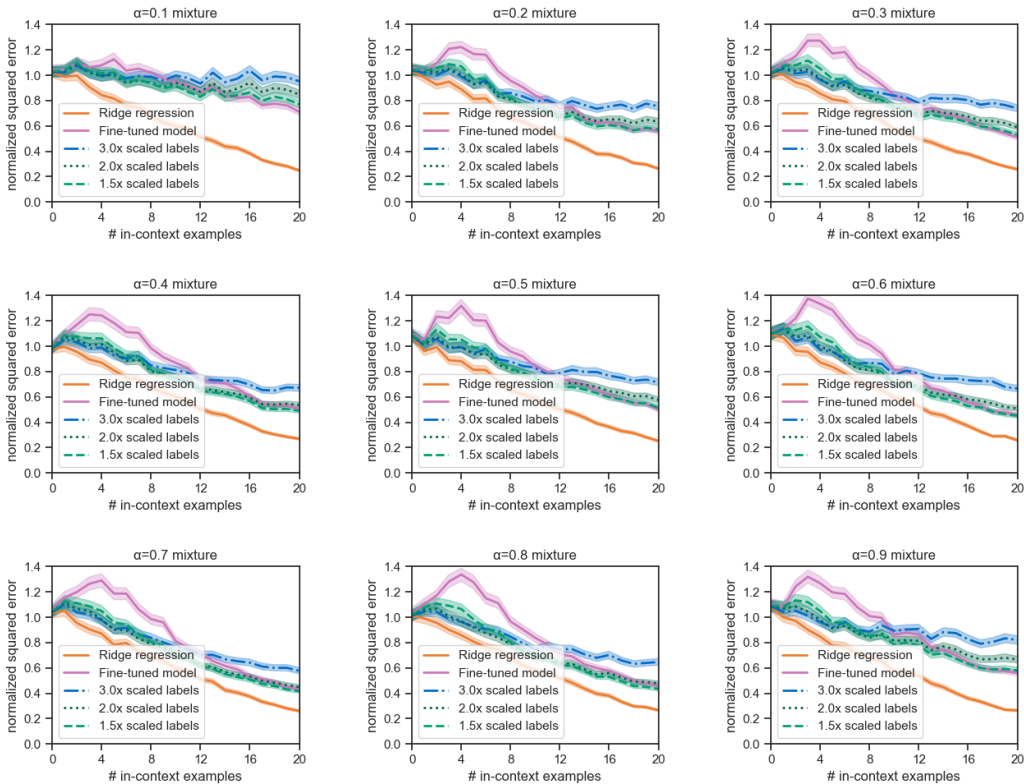 α=0.1 mixture
normalized squared error
1.4
1.2
1.0
0.8
0.6
0.4
0.2
0.0
Ridge regression
Fine-tuned model
3.0x scaled labels
2.0x scaled labels
1.5x scaled labels
0 4 8 12 16 20
# in-context examples
α=0.2 mixture
normalized squared error
1.4
1.2
1.0
0.8
0.6
0.4
0.2
0.0
Ridge regression
Fine-tuned model
3.0x scaled labels
2.0x scaled labels
1.5x scaled labels
0 4 8 12 16 20
# in-context examples
α=0.3 mixture
normalized squared error
1.4
1.2
1.0
0.8
0.6
0.4
0.2
0.0
Ridge regression
Fine-tuned model
3.0x scaled labels
2.0x scaled labels
1.5x scaled labels
0 4 8 12 16 20
# in-context examples
α=0.4 mixture
normalized squared error
1.4
1.2
1.0
0.8
0.6
0.4
0.2
0.0
Ridge regression
Fine-tuned model
3.0x scaled labels
2.0x scaled labels
1.5x scaled labels
0 4 8 12 16 20
# in-context examples
α=0.5 mixture
normalized squared error
1.4
1.2
1.0
0.8
0.6
0.4
0.2
0.0
Ridge regression
Fine-tuned model
3.0x scaled labels
2.0x scaled labels
1.5x scaled labels
0 4 8 12 16 20
# in-context examples
α=0.6 mixture
normalized squared error
1.4
1.2
1.0
0.8
0.6
0.4
0.2
0.0
Ridge regression
Fine-tuned model
3.0x scaled labels
2.0x scaled labels
1.5x scaled labels
0 4 8 12 16 20
# in-context examples
α=0.7 mixture
normalized squared error
1.4
1.2
1.0
0.8
0.6
0.4
0.2
0.0
Ridge regression
Fine-tuned model
3.0x scaled labels
2.0x scaled labels
1.5x scaled labels
0 4 8 12 16 20
# in-context examples
α=0.8 mixture
normalized squared error
1.4
1.2
1.0
0.8
0.6
0.4
0.2
0.0
Ridge regression
Fine-tuned model
3.0x scaled labels
2.0x scaled labels
1.5x scaled labels
0 4 8 12 16 20
# in-context examples
α=0.9 mixture
normalized squared error
1.4
1.2
1.0
0.8
0.6
0.4
0.2
0.0
Ridge regression
Fine-tuned model
3.0x scaled labels
2.0x scaled labels
1.5x scaled labels
0 4 8 12 16 20
# in-context examples